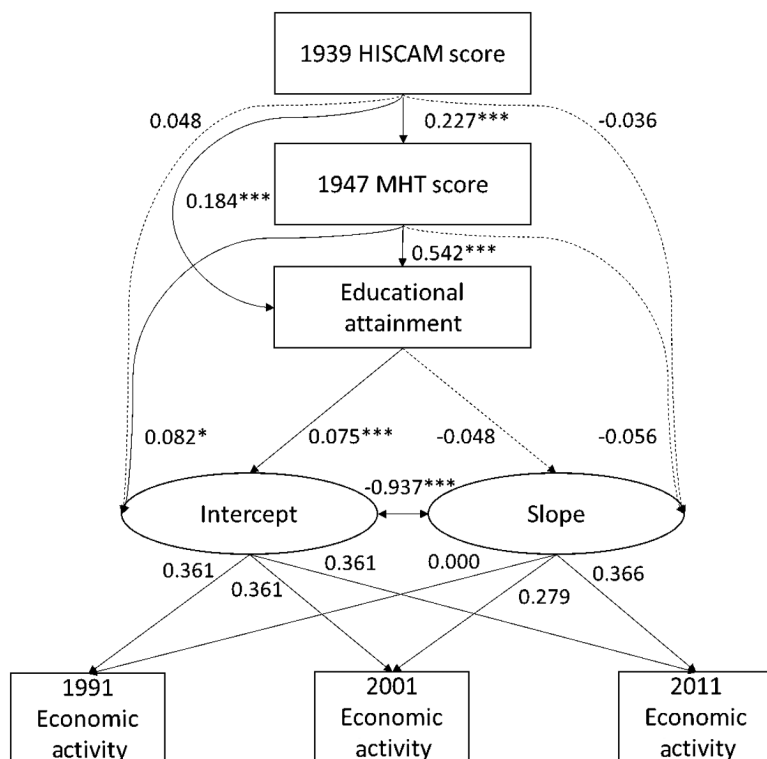 1939 HISCAM score
0.048
0.227***
-0.036
1947 MHT score
0.184***
0.542***
Educational
attainment
0.082*
0.075***
-0.048
-0.056
-0.937***
Intercept
Slope
0.361
0.361
0.361
0.000
0.279
0.366
1991
Economic
activity
2001
Economic
activity
2011
Economic
activity